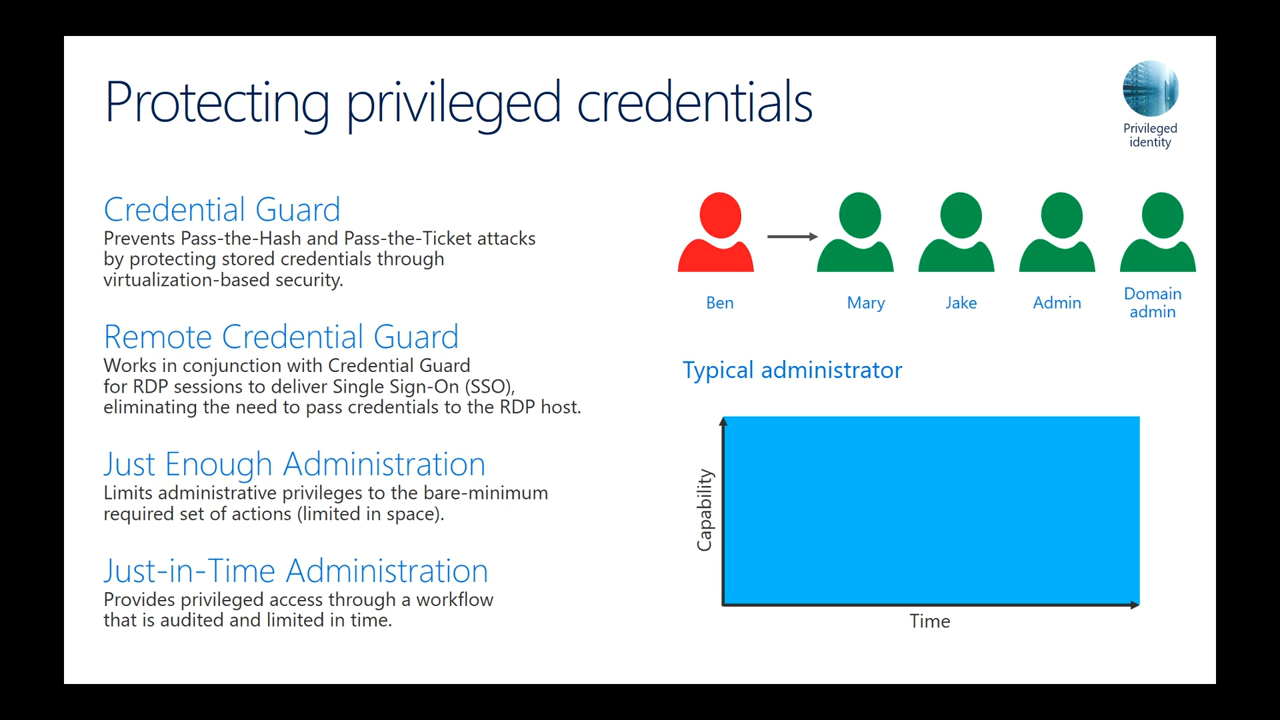 Protecting privileged credentials
Privileged
identity
Credential Guard
Prevents Pass-the-Hash and Pass-the-Ticket attacks
by protecting stored credentials through
virtualization-based security.
Remote Credential Guard
Works in conjunction with Credential Guard
for RDP sessions to deliver Single Sign-On (SSO),
eliminating the need to pass credentials to the RDP host.
Just Enough Administration
Limits administrative privileges to the bare-minimum
required set of actions (limited in space).
Just-in-Time Administration
Provides privileged access through a workflow
that is audited and limited in time.
Ben
Mary
Jake
Admin
Domain
admin
Typical administrator
Capability
Time